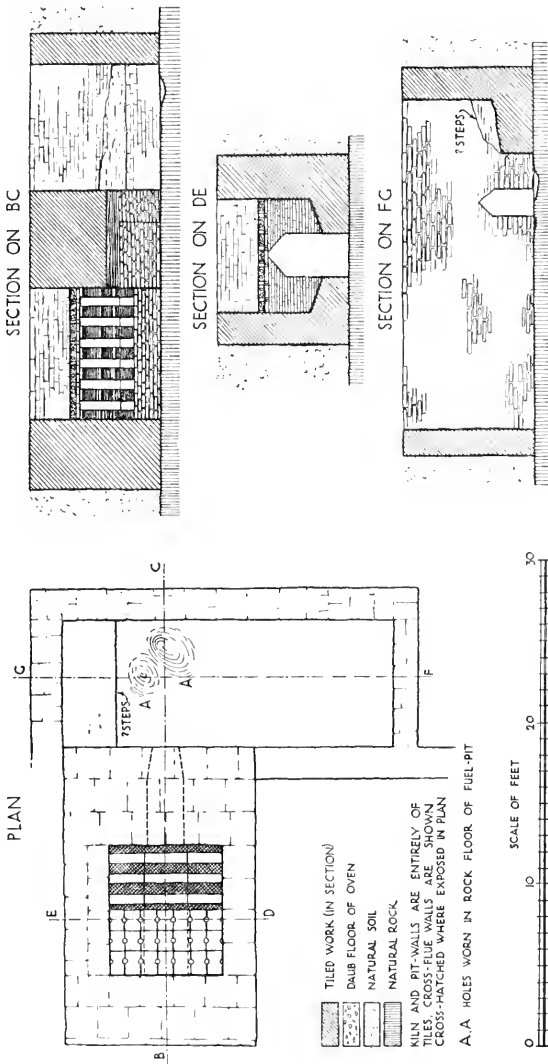 SECTION ON BC
SECTION ON DE
SECTION ON FG
?STEPS
PLAN
G
C
E
?STEPS
A
A
F
D
B
TILED WORK (IN SECTION)
DAUB FLOOR OF OVEN
NATURAL SOIL
NATURAL ROCK
KILN AND PIT-WALLS ARE ENTIRELY OF
TILES. CROSS-FLUE WALLS ARE SHOWN
CROSS-HATCHED WHERE EXPOSED IN PLAN
A.A HOLES WORN IN ROCK FLOOR OF FUEL-PIT
SCALE OF FEET
0 10 20 30